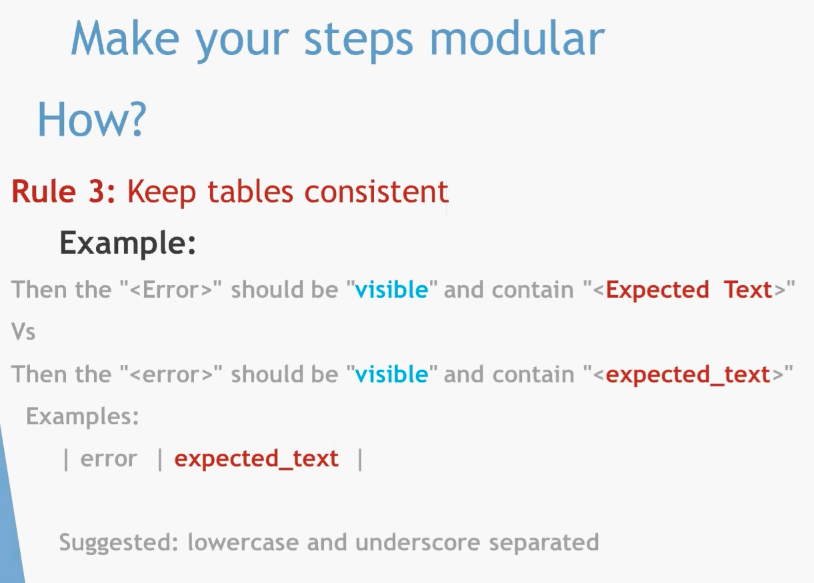 Make your steps modular
How?
Rule 3: Keep tables consistent
Example:
Then the "<Error>" should be "visible" and contain "<Expected Text>"
Vs
Then the "<error>" should be "visible" and contain "<expected_text>"
Examples:
| error | expected_text |
Suggested: lowercase and underscore separated